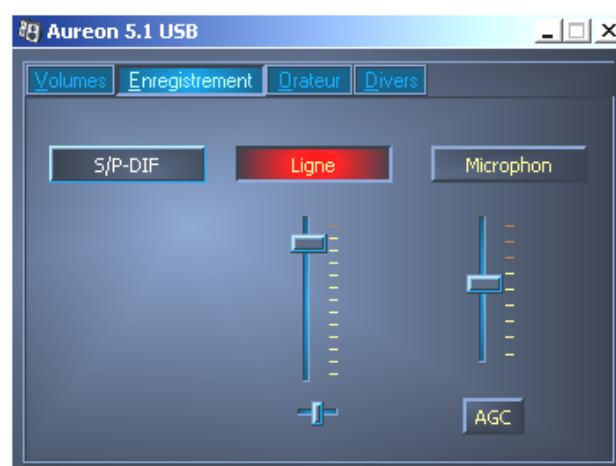 Aureon 5.1 USB
Volumes Enregistrement Orateur Divers
S/P-DIF Ligne Microphon
AGC